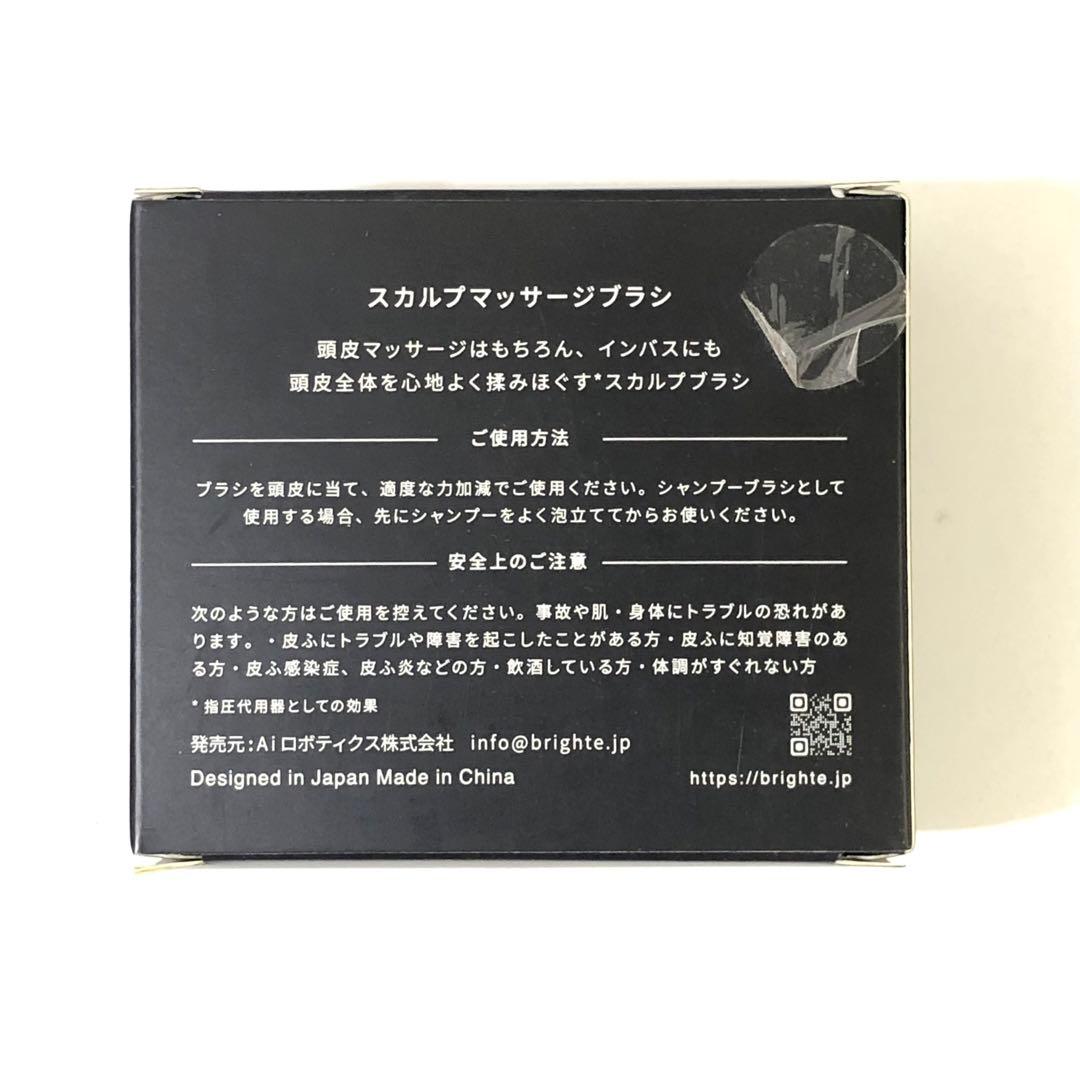 スカルプマッサージブラシ
頭皮マッサージはもちろん、インバスにも
頭皮全体を心地よく揉みほぐす*スカルプブラシ
ご使用方法
ブラシを頭皮に当て、適度な力加減でご使用ください。シャンプーブラシとして
使用する場合、先にシャンプーをよく泡立ててからお使いください。
安全上のご注意
次のような方はご使用を控えてください。事故や肌・身体にトラブルの恐れがあ
ります。・皮ふにトラブルや障害を起こしたことがある方・皮ふに知覚障害のあ
る方・皮ふ感染症、皮ふ炎などの方・飲酒している方・体調がすぐれない方
* 指圧代用器としての効果
発売元:Aiロボティクス株式会社 info@brighte.jp
Designed in Japan Made in China
https://brighte.jp